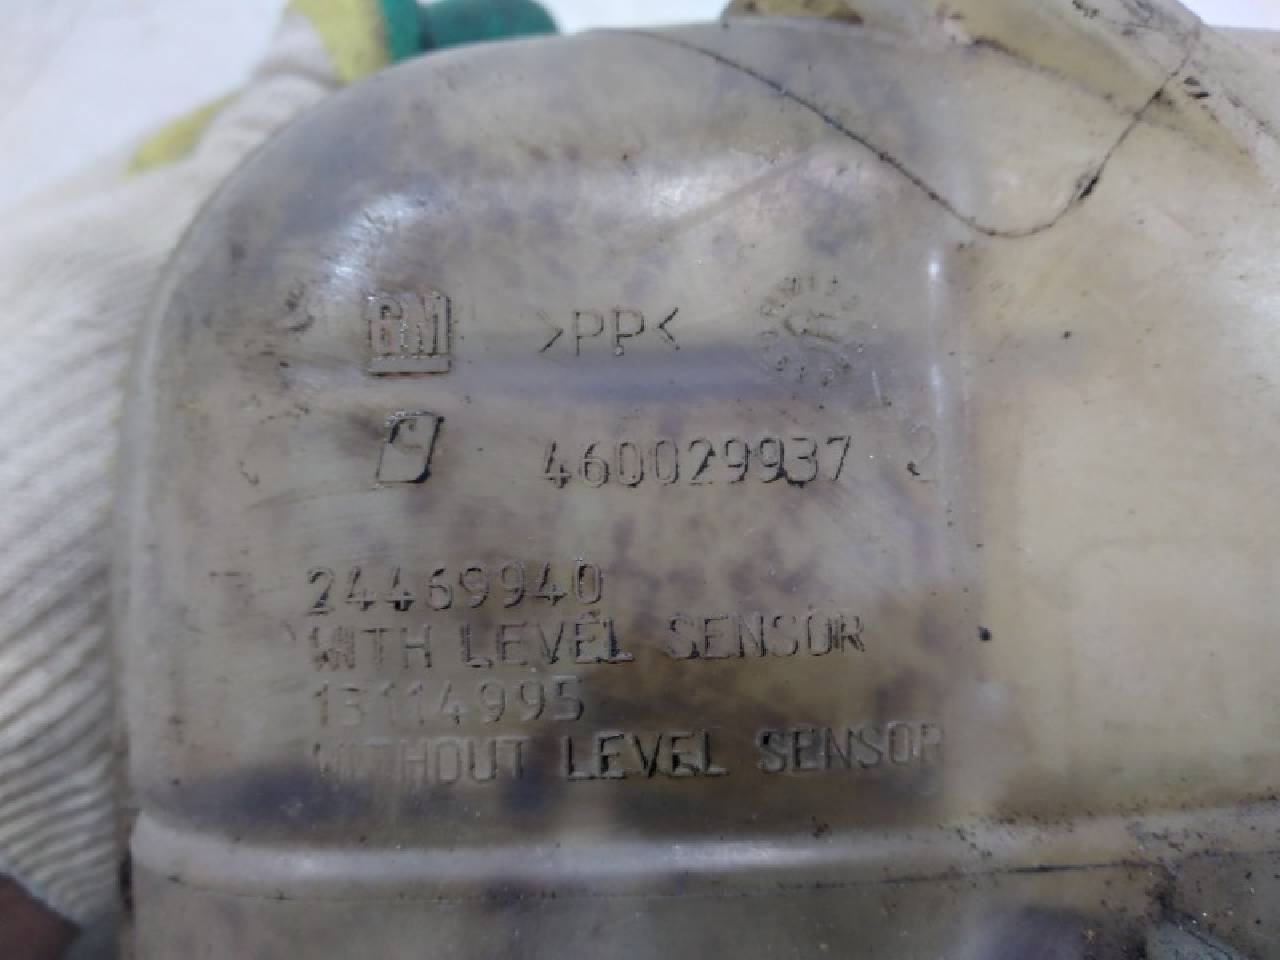 GM >PP<
460029937 2
24469940
WITH LEVEL SENSOR
13114995
WITHOUT LEVEL SENSOR